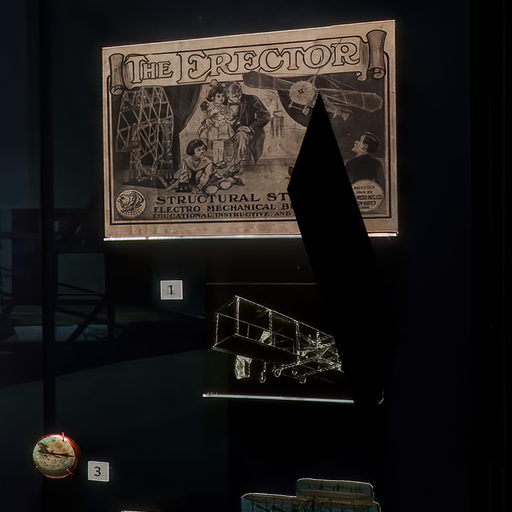 THE ERECTOR
STRUCTURAL ST
ELECTRO MECHANICAL B
EDUCATIONAL, INSTRUCTIVE AND
1
3